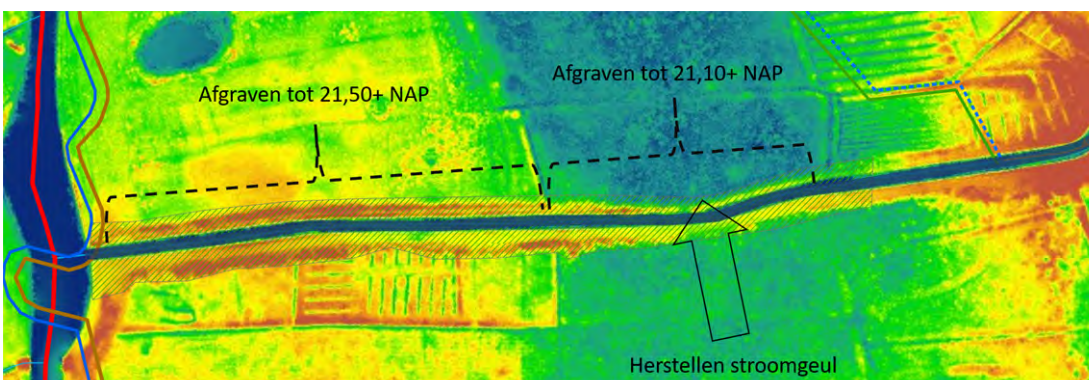 Afgraven tot 21,50+ NAP
Afgraven tot 21,10+ NAP
Herstellen stroomgeul